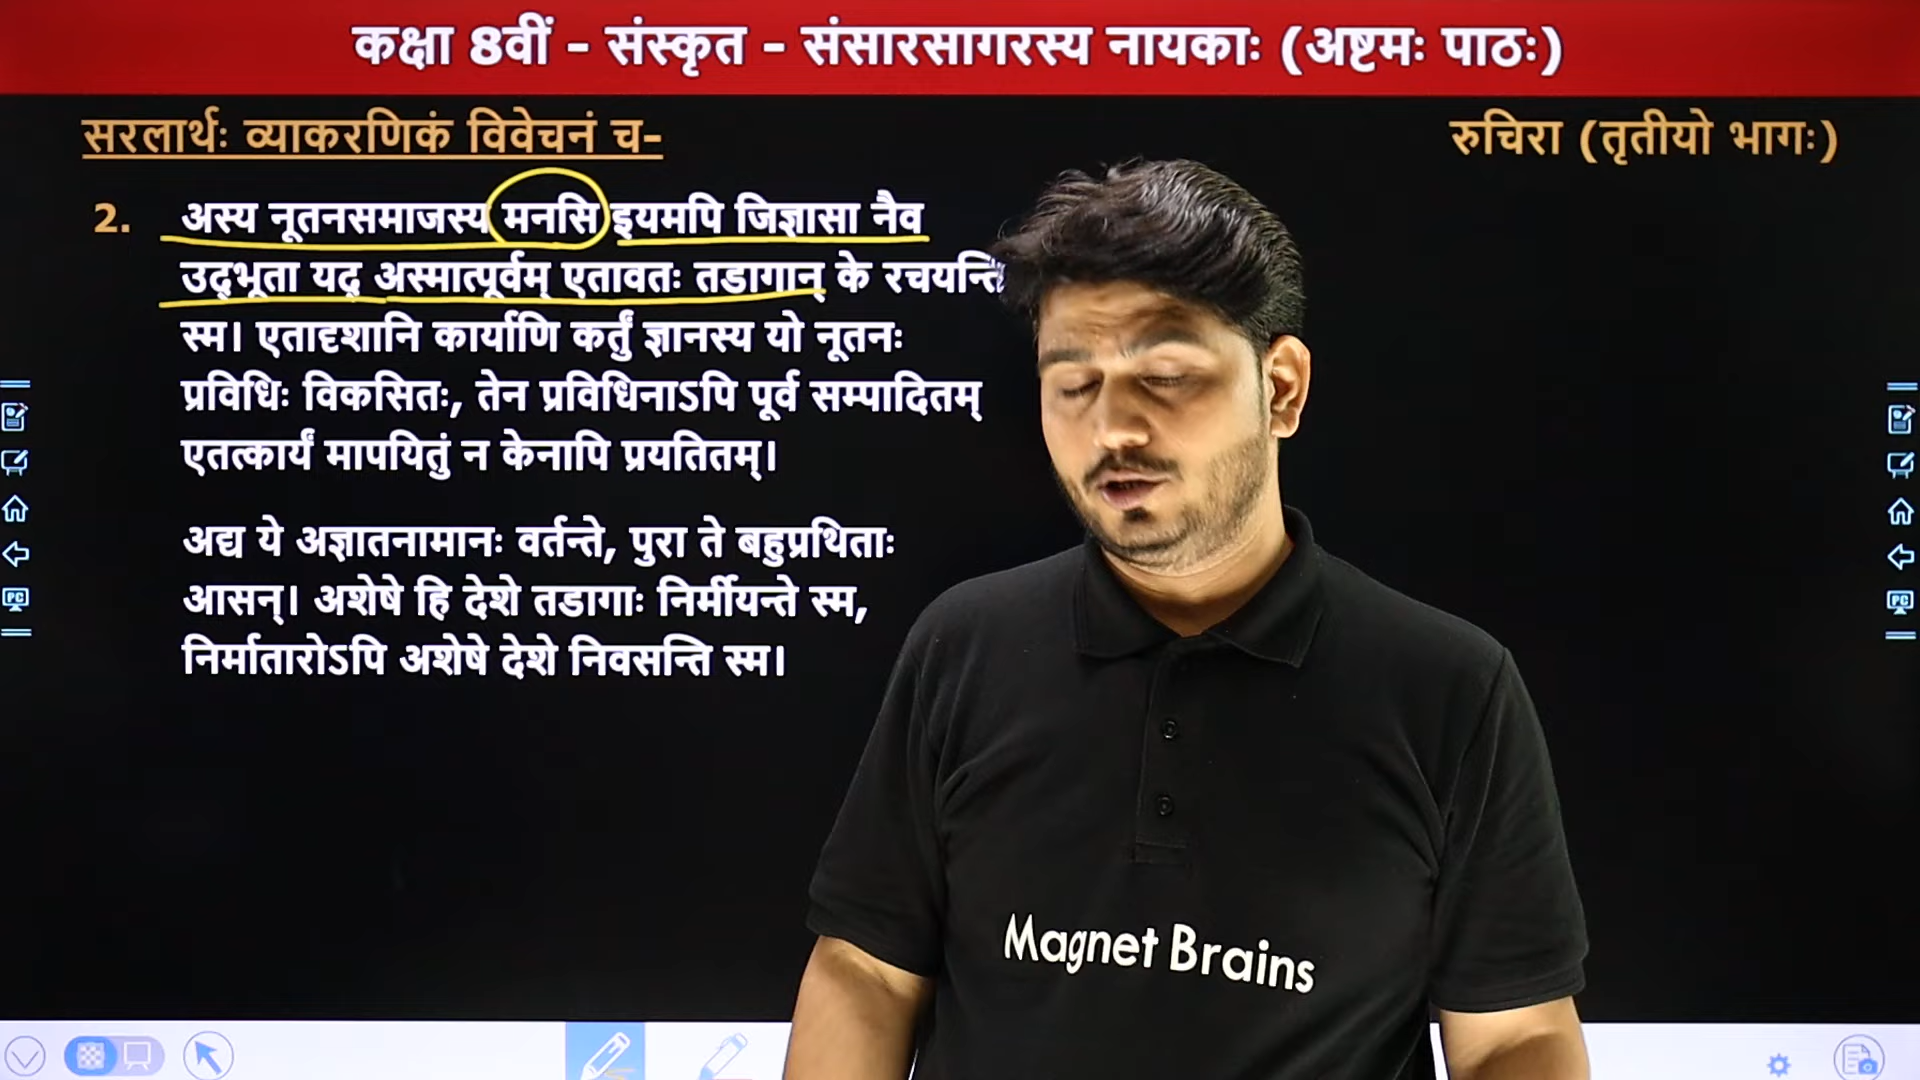 कक्षा 8वीं - संस्कृत - संसारसागरस्य नायकाः (अष्टमः पाठः)
सरलार्थः व्याकरणिकं विवेचनं च-
रुचिरा (तृतीयो भागः)
2. अस्य नूतनसमाजस्य मनसि इयमपि जिज्ञासा नैव
उद्भूता यद् अस्मात्पूर्वम् एतावतः तडागान् के रचयन्ति
स्म। एतादृशानि कार्याणि कर्तुं ज्ञानस्य यो नूतनः
प्रविधिः विकसितः, तेन प्रविधिनाऽपि पूर्व सम्पादितम्
एतत्कार्यं मापयितुं न केनापि प्रयतितम्।
अद्य ये अज्ञातनामानः वर्तन्ते, पुरा ते बहुप्रथिताः
आसन्। अशेषे हि देशे तडागाः निर्मीयन्ते स्म,
निर्मातारोऽपि अशेषे देशे निवसन्ति स्म।
Magnet Brains
PC
PC